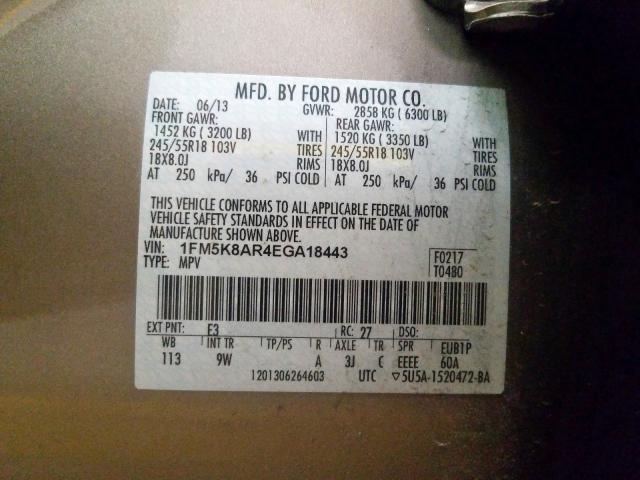 MFD. BY FORD MOTOR CO.
DATE: 06/13 GVWR: 2858 KG ( 6300 LB)
FRONT GAWR: REAR GAWR:
1452 KG ( 3200 LB) WITH 1520 KG ( 3350 LB) WITH
245/55R18 103V TIRES 245/55R18 103V TIRES
18X8.0J RIMS 18X8.0J RIMS
AT 250 kPa/ 36 PSI COLD AT 250 kPa/ 36 PSI COLD
THIS VEHICLE CONFORMS TO ALL APPLICABLE FEDERAL MOTOR
VEHICLE SAFETY STANDARDS IN EFFECT ON THE DATE OF
MANUFACTURE SHOWN ABOVE.
VIN: 1FM5K8AR4EGA18443 F0217
TYPE: MPV T0480
EXT PNT: E3 RC: 27 DSO:
WB INT TR TP/PS R AXLE TR SPR EUB1P
113 9W A 3J C EEEE 60A
1201306264603 UTC ▽5U5A-1520472-BA